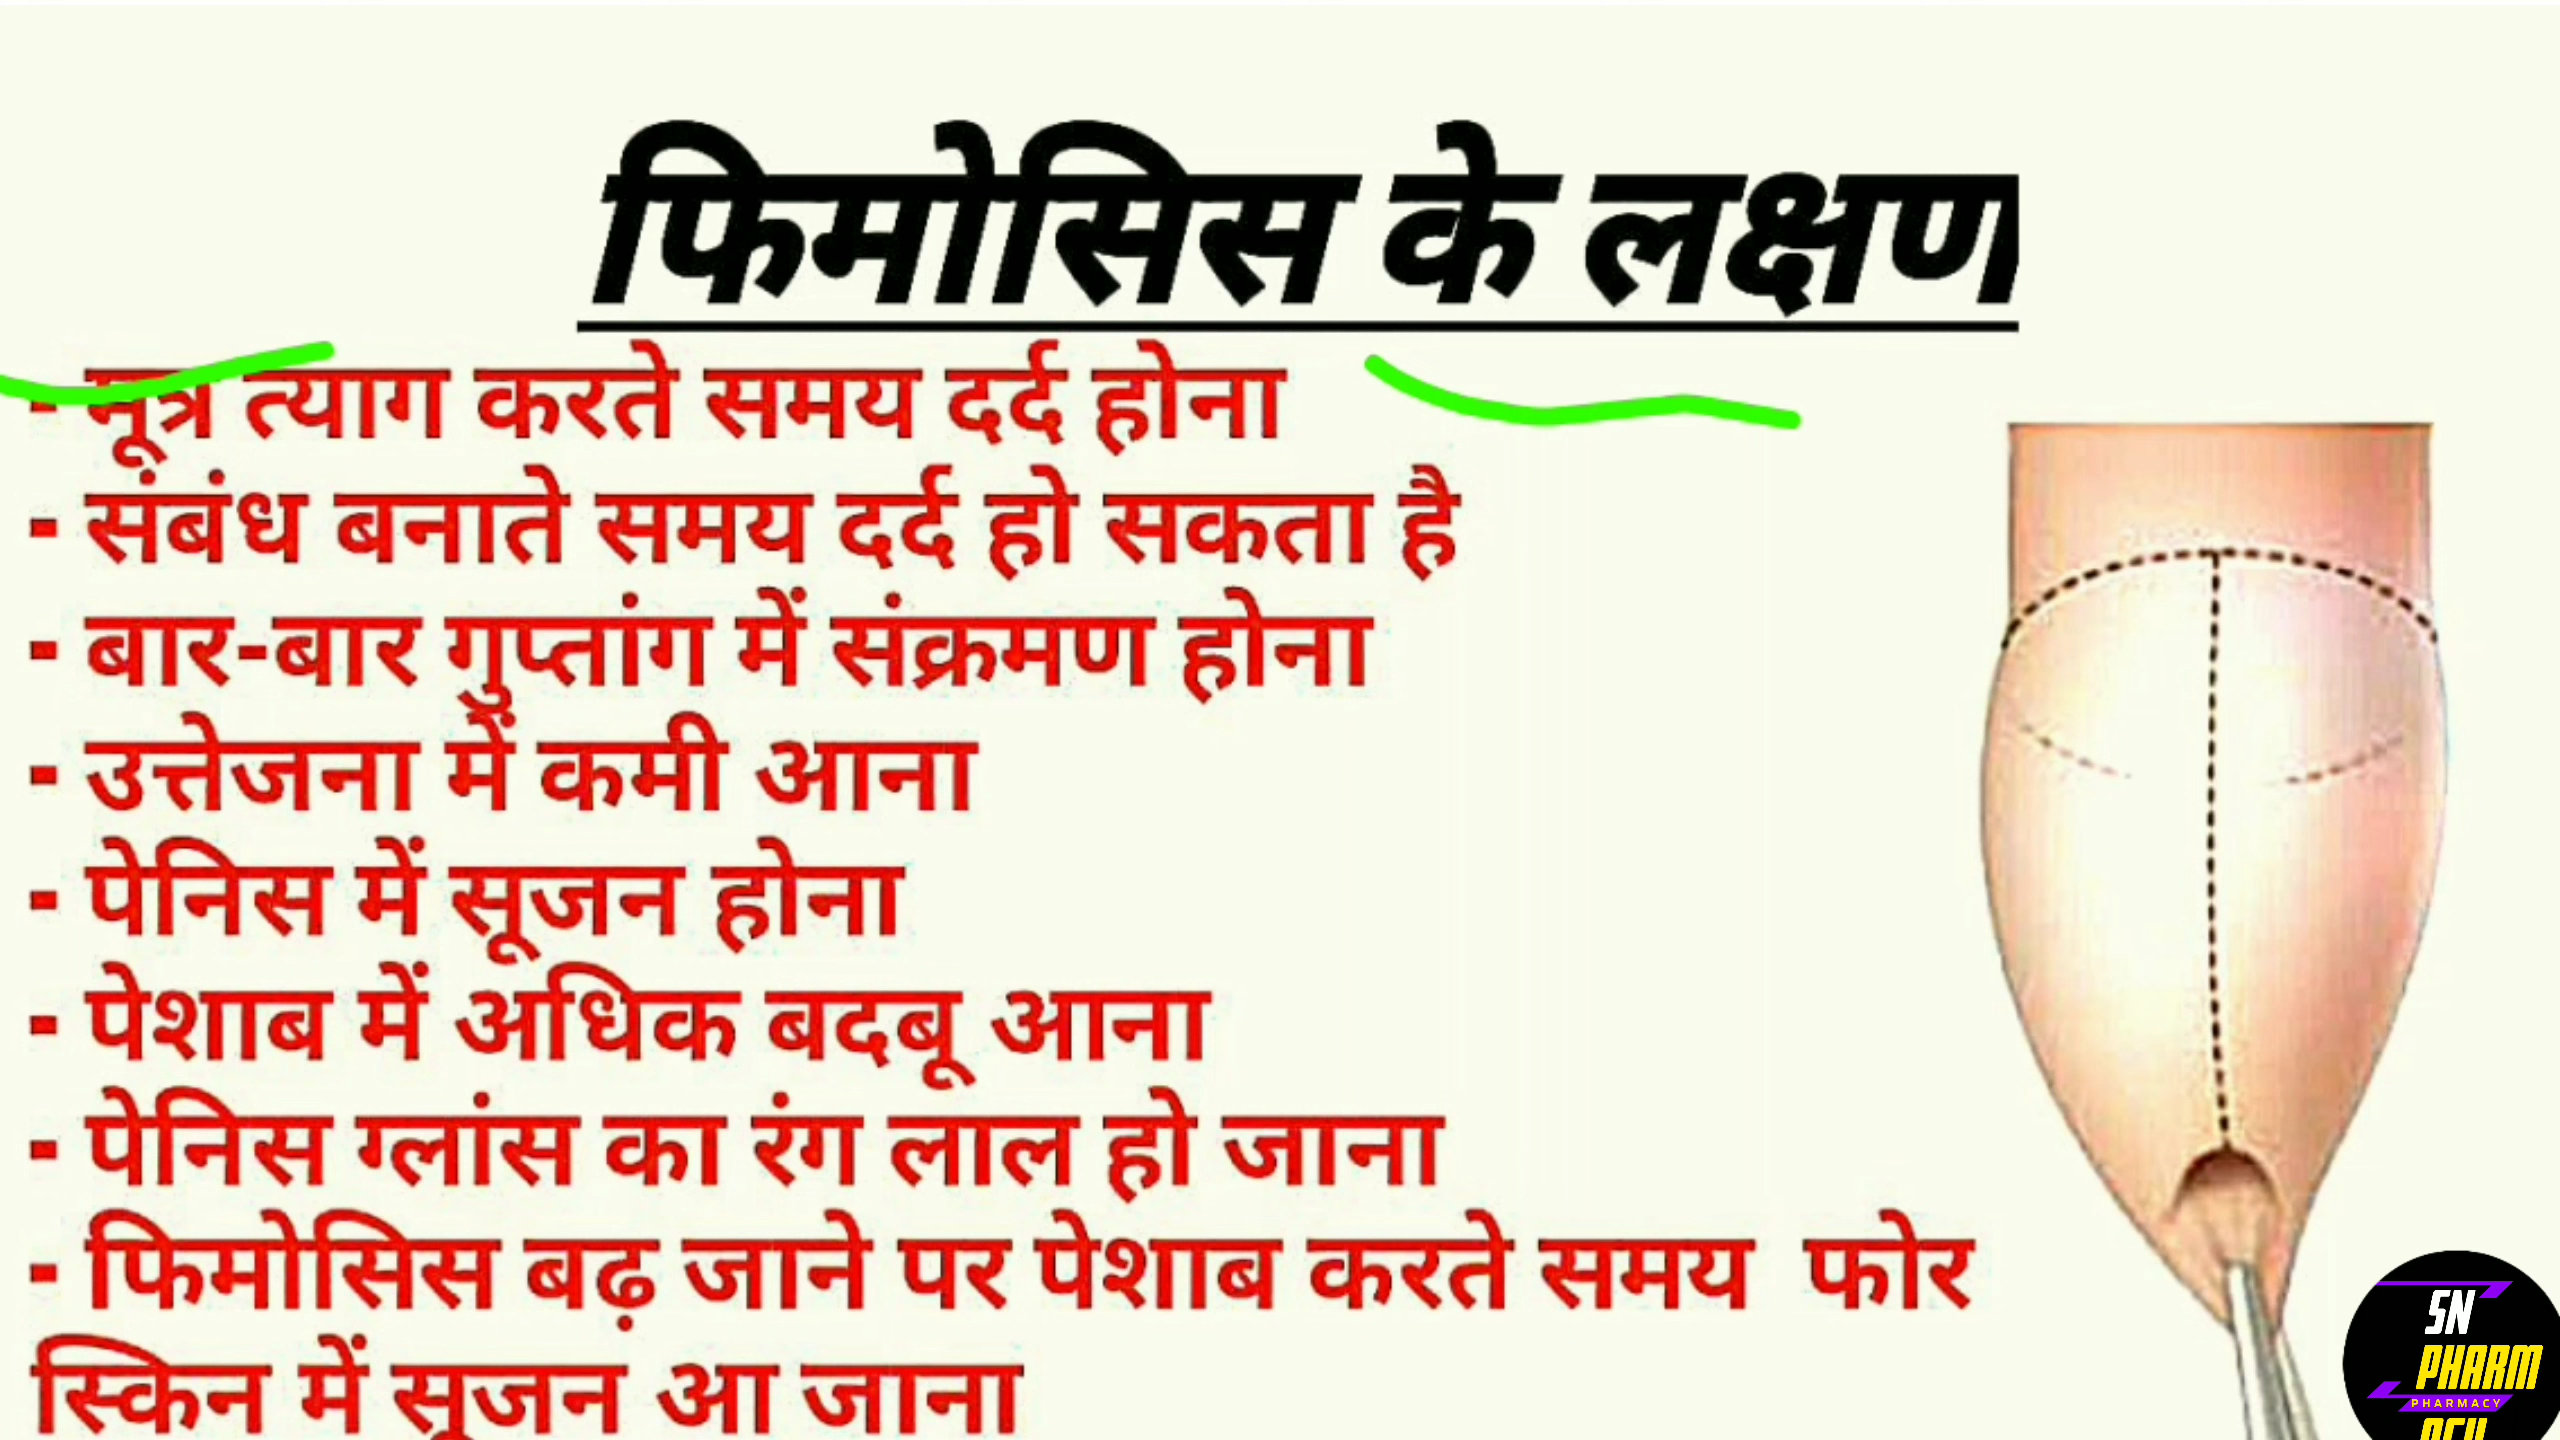 फिमोसिस के लक्षण
- मूत्र त्याग करते समय दर्द होना
- संबंध बनाते समय दर्द हो सकता है
- बार-बार गुप्तांग में संक्रमण होना
- उत्तेजना में कमी आना
- पेनिस में सूजन होना
- पेशाब में अधिक बदबू आना
- पेनिस ग्लांस का रंग लाल हो जाना
- फिमोसिस बढ़ जाने पर पेशाब करते समय फोर
स्किन में सूजन आ जाना
SN
PHARM
PHARMACY